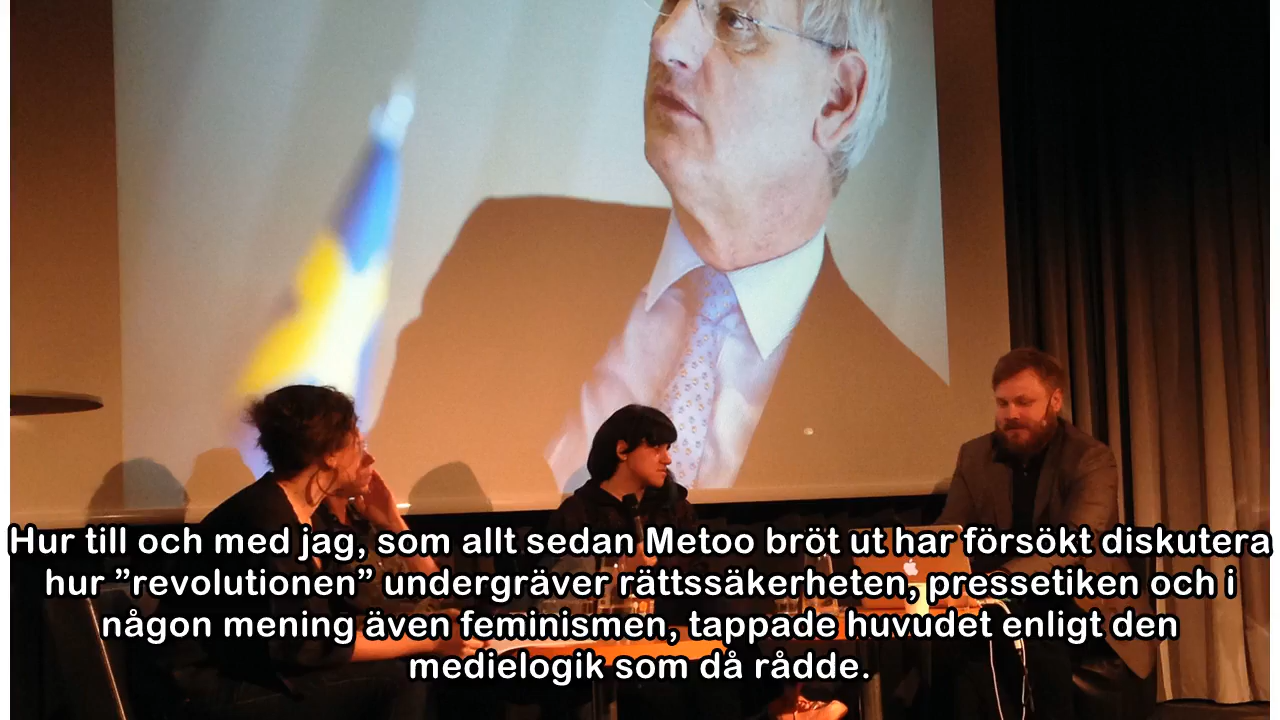 Hur till och med jag, som allt sedan Metoo bröt ut har försökt diskutera
hur ”revolutionen” undergräver rättssäkerheten, pressetiken och i
någon mening även feminismen, tappade huvudet enligt den
medielogik som då rådde.